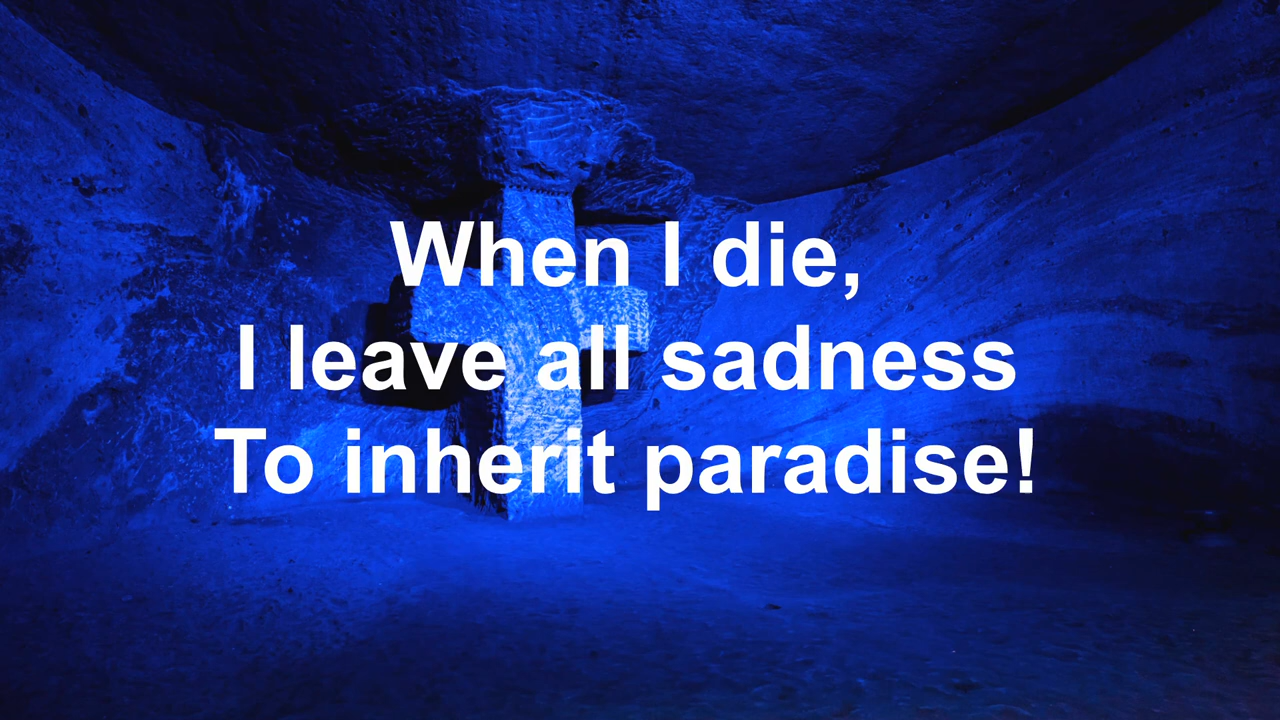 When I die,
I leave all sadness
To inherit paradise!